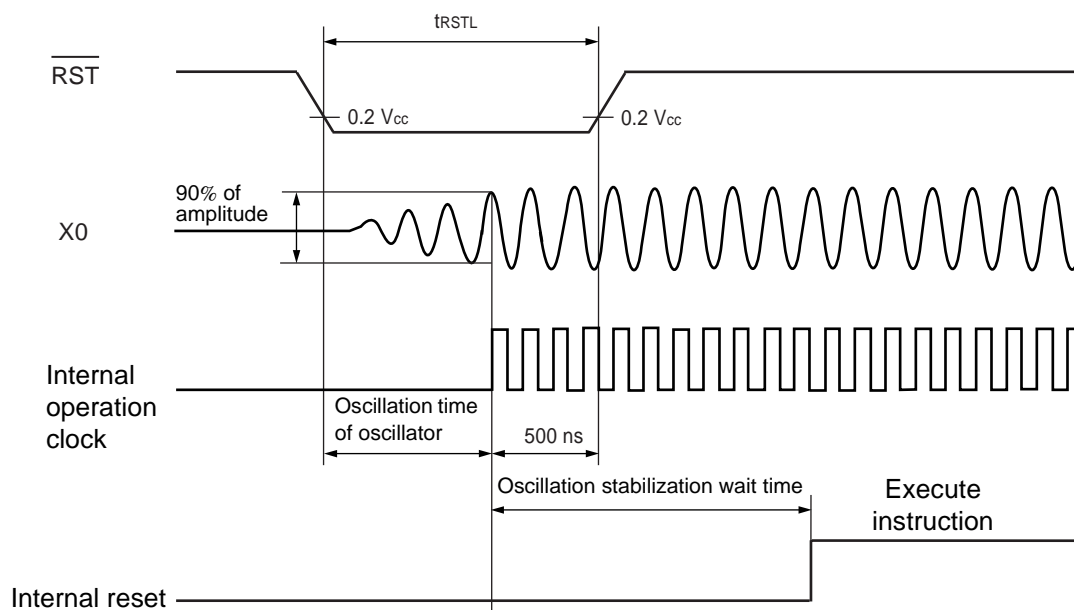 tRSTL
RST
0.2 Vcc
0.2 Vcc
90% of
amplitude
X0
Internal
operation
clock
Oscillation time
of oscillator
500 ns
Oscillation stabilization wait time
Execute
instruction
Internal reset